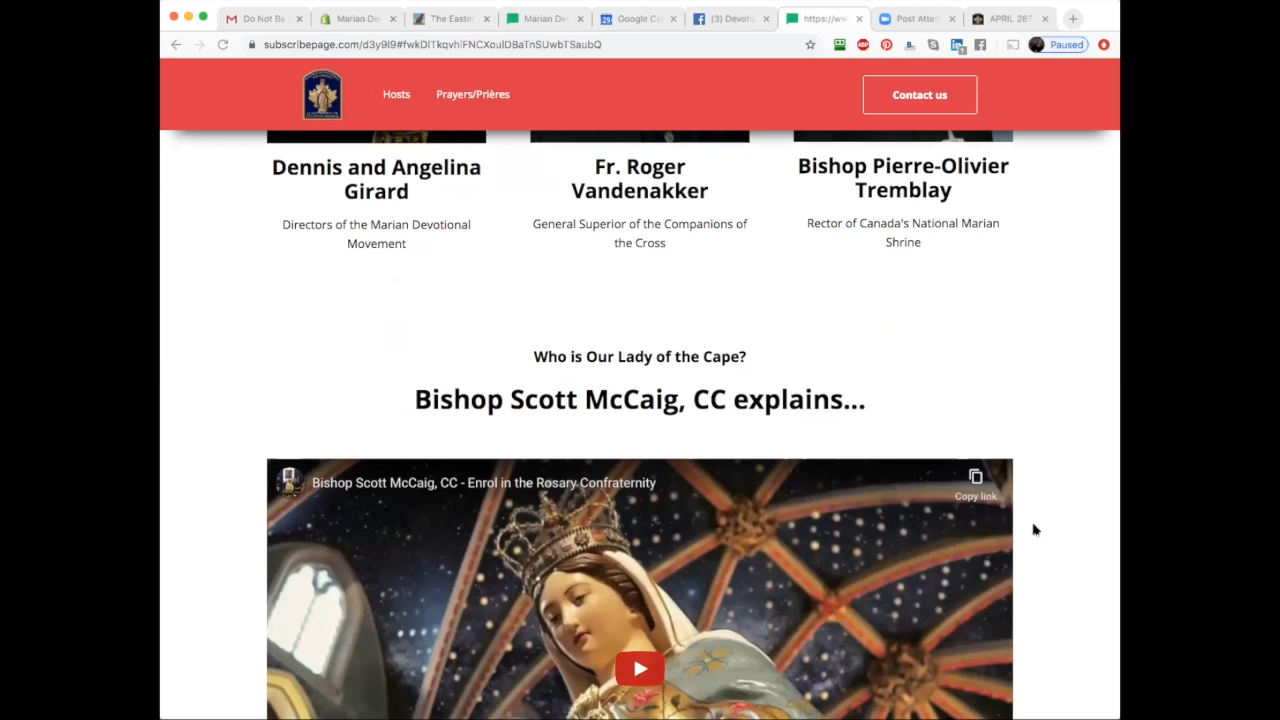 Do Not Be
Marian De
The Easte
Marian De
Google Ca
(3) Devoti
https://ww
Post Atten
APRIL 28T
subscribepage.com/d3y9l9#fwkDlTkqvhlFNCXoulDBaTnSUwbTSaubQ
ABP
Paused
Hosts
Prayers/Prières
Contact us
Dennis and Angelina
Girard
Directors of the Marian Devotional
Movement
Fr. Roger
Vandenakker
General Superior of the Companions of
the Cross
Bishop Pierre-Olivier
Tremblay
Rector of Canada's National Marian
Shrine
Who is Our Lady of the Cape?
Bishop Scott McCaig, CC explains...
Bishop Scott McCaig, CC - Enrol in the Rosary Confraternity
Copy link